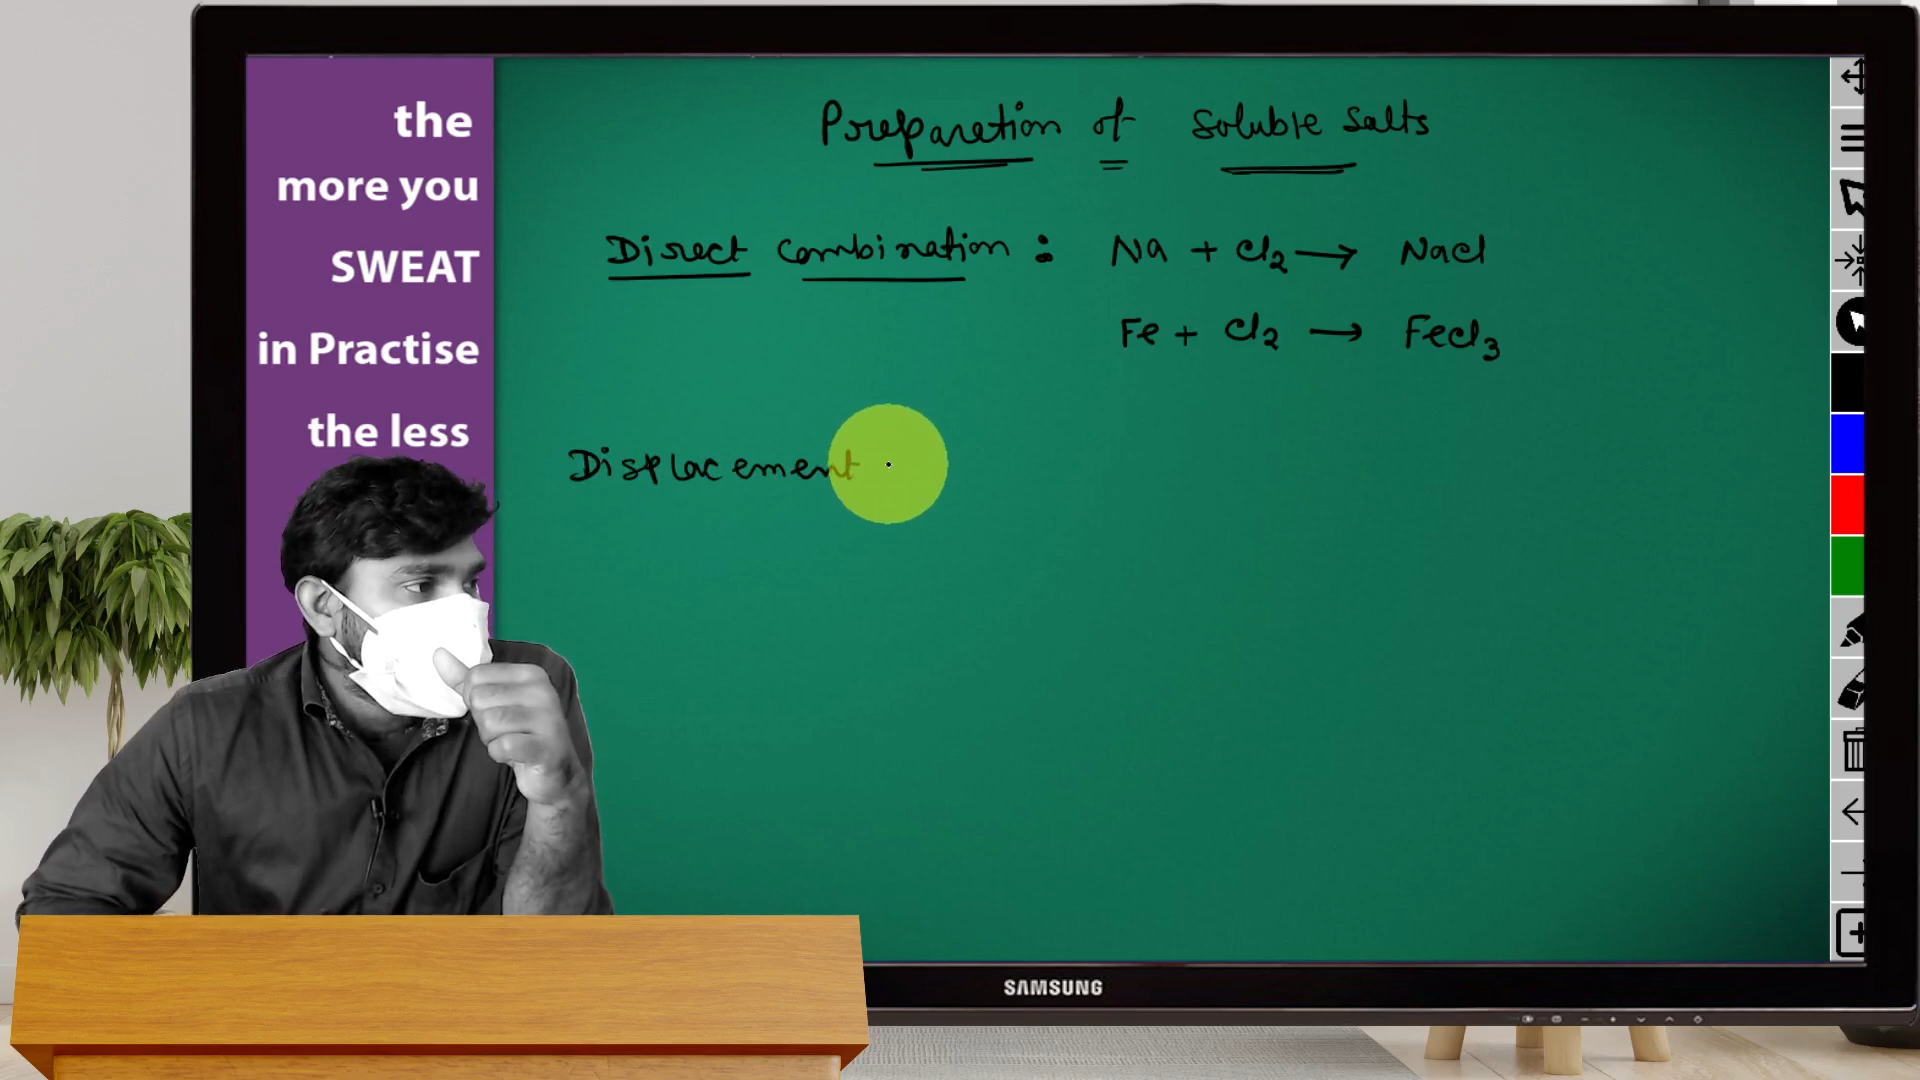 the
more you
SWEAT
in Practise
the less
Preparation of Soluble Salts
Direct Combination : Na + Cl₂ → NaCl
Fe + Cl₂ → FeCl₃
Displacement
SAMSUNG